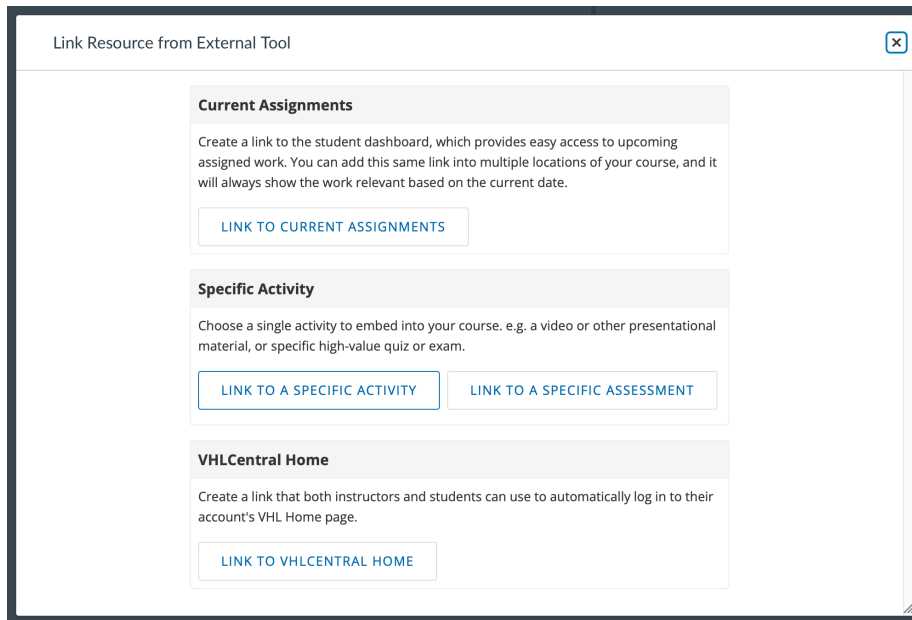 Link Resource from External Tool
Current Assignments
Create a link to the student dashboard, which provides easy access to upcoming
assigned work. You can add this same link into multiple locations of your course, and it
will always show the work relevant based on the current date.
LINK TO CURRENT ASSIGNMENTS
Specific Activity
Choose a single activity to embed into your course. e.g. a video or other presentational
material, or specific high-value quiz or exam.
LINK TO A SPECIFIC ACTIVITY
LINK TO A SPECIFIC ASSESSMENT
VHLCentral Home
Create a link that both instructors and students can use to automatically log in to their
account's VHL Home page.
LINK TO VHLCENTRAL HOME